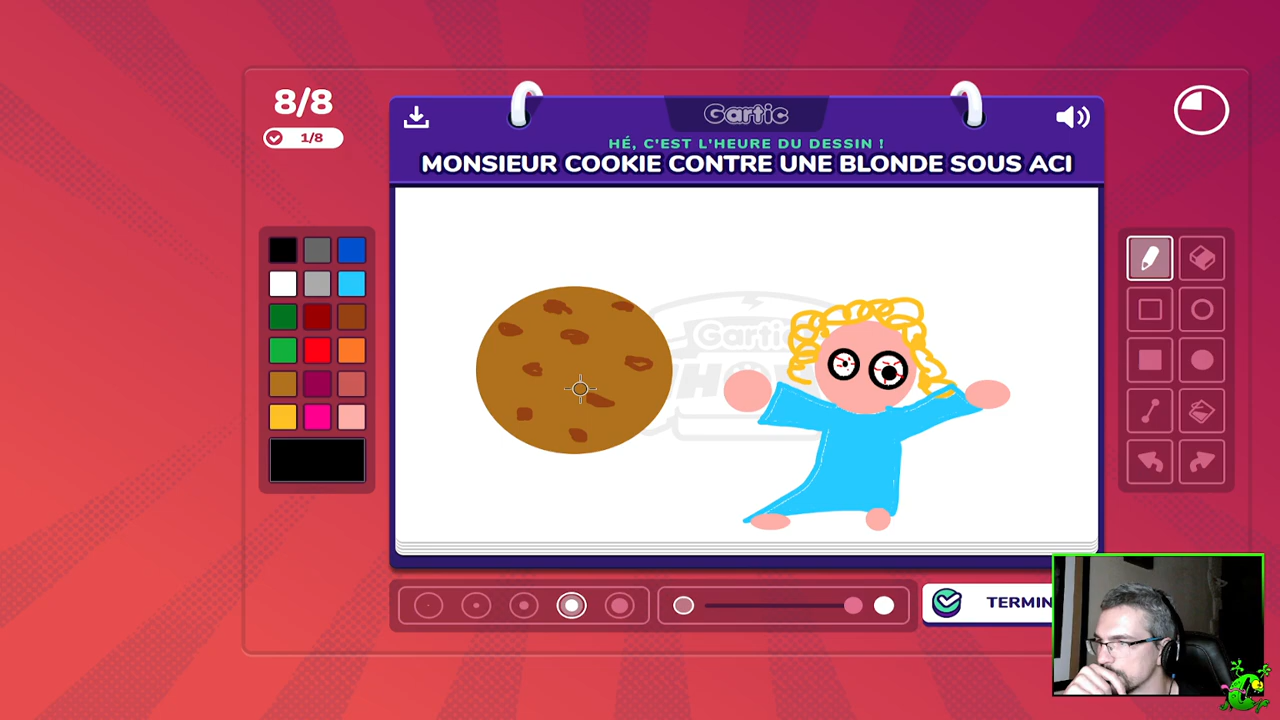 8/8
1/8
Gartic
HÉ, C'EST L'HEURE DU DESSIN !
MONSIEUR COOKIE CONTRE UNE BLONDE SOUS ACI
Gartic
TERMIN